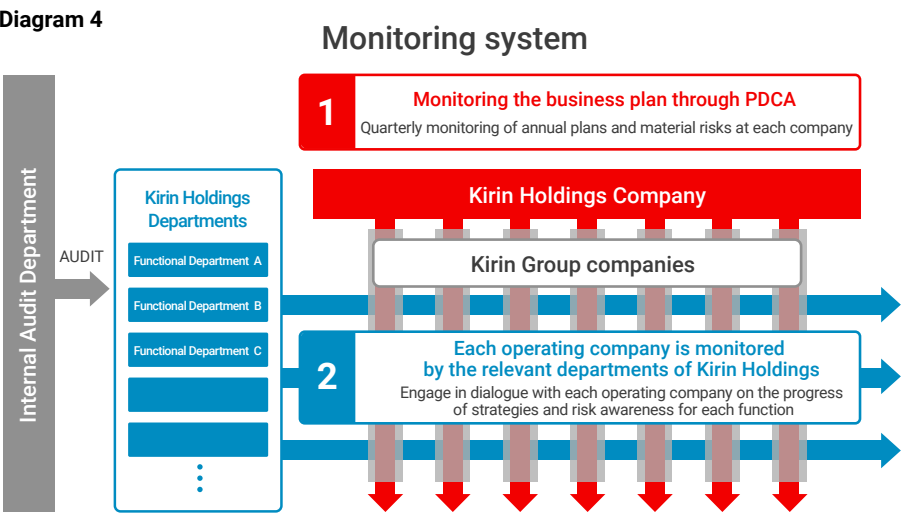 Diagram 4
Monitoring system
1
Monitoring the business plan through PDCA
Quarterly monitoring of annual plans and material risks at each company
Internal Audit Department
AUDIT
Kirin Holdings
Departments
Functional Department A
Functional Department B
Functional Department C
Kirin Holdings Company
Kirin Group companies
2
Each operating company is monitored
by the relevant departments of Kirin Holdings
Engage in dialogue with each operating company on the progress
of strategies and risk awareness for each function